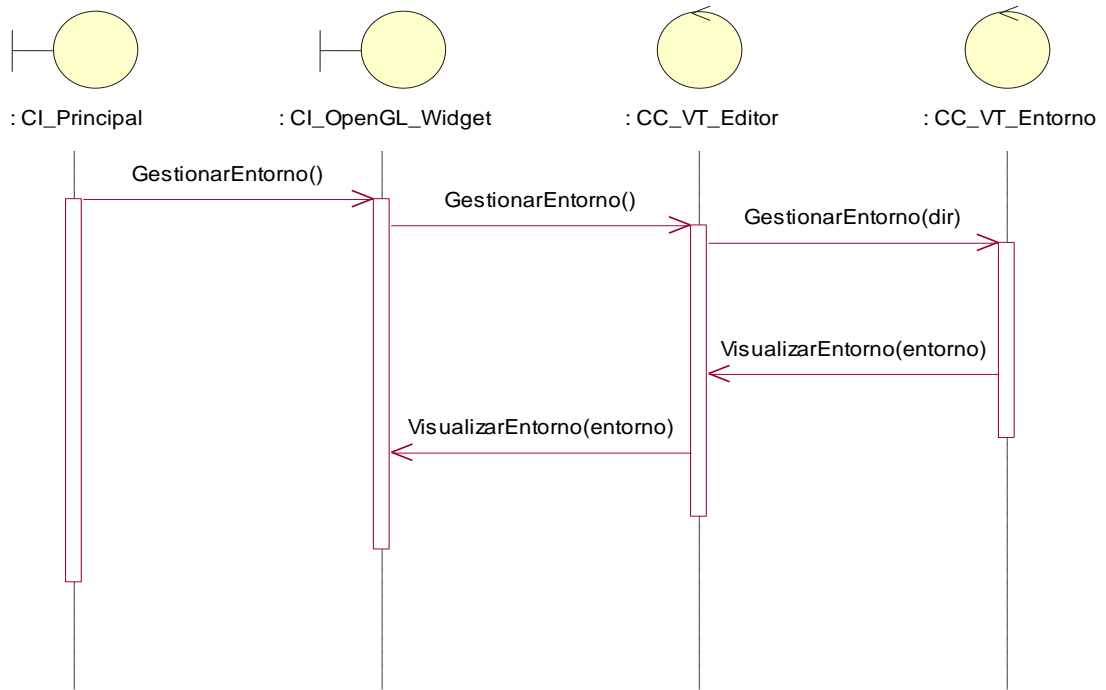 : CI_Principal
: CI_OpenGL_Widget
: CC_VT_Editor
: CC_VT_Entorno
GestionarEntorno()
GestionarEntorno()
GestionarEntorno(dir)
VisualizarEntorno(entorno)
VisualizarEntorno(entorno)